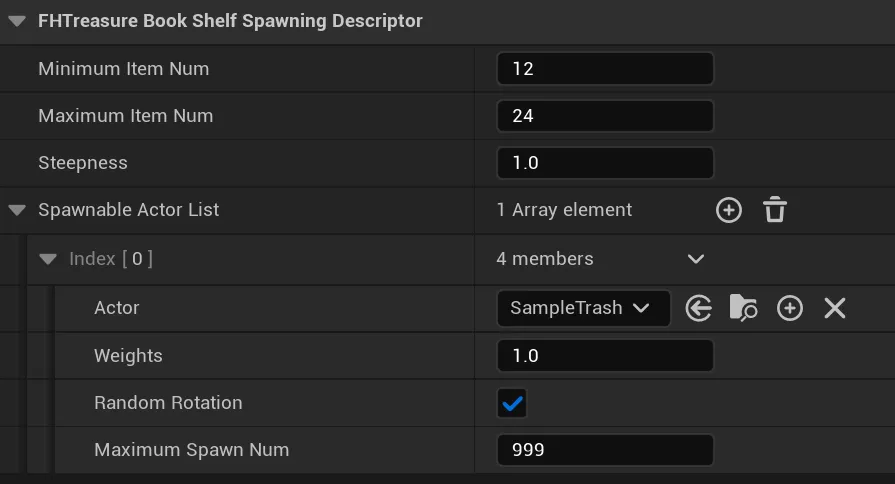 FHTreasure Book Shelf Spawning Descriptor
Minimum Item Num 12
Maximum Item Num 24
Steepness 1.0
Spawnable Actor List 1 Array element
Index [ 0 ] 4 members
Actor SampleTrash
Weights 1.0
Random Rotation
Maximum Spawn Num 999